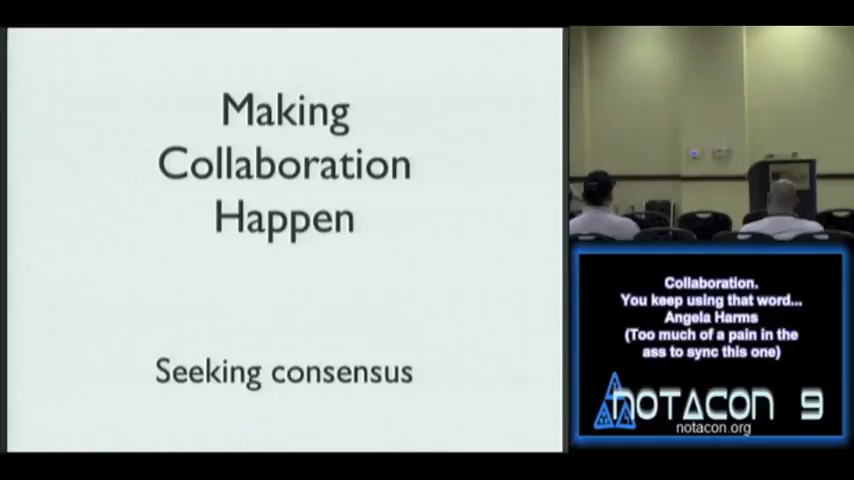 Making
Collaboration
Happen
Seeking consensus
Collaboration.
You keep using that word...
Angela Harms
(Too much of a pain in the
ass to sync this one)
NOTACON 9
notacon.org